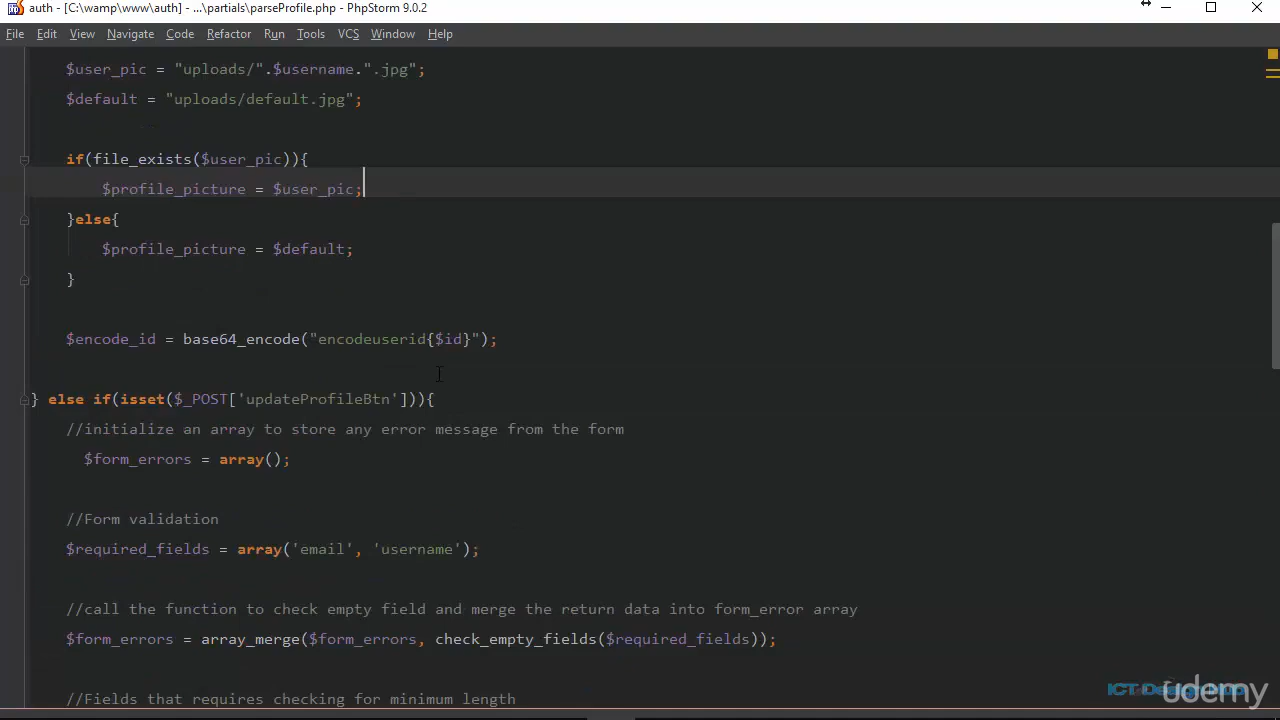 auth - [C:\wamp\www\auth] - ...\partials\parseProfile.php - PhpStorm 9.0.2
File Edit View Navigate Code Refactor Run Tools VCS Window Help
$user_pic = "uploads/".$username.".jpg";
$default = "uploads/default.jpg";
if(file_exists($user_pic)){
$profile_picture = $user_pic;
}else{
$profile_picture = $default;
}
$encode_id = base64_encode("encodeuserid{$id}");
} else if(isset($_POST['updateProfileBtn'])){
//initialize an array to store any error message from the form
$form_errors = array();
//Form validation
$required_fields = array('email', 'username');
//call the function to check empty field and merge the return data into form_error array
$form_errors = array_merge($form_errors, check_empty_fields($required_fields));
//Fields that requires checking for minimum length
ICT Design Hub
udemy